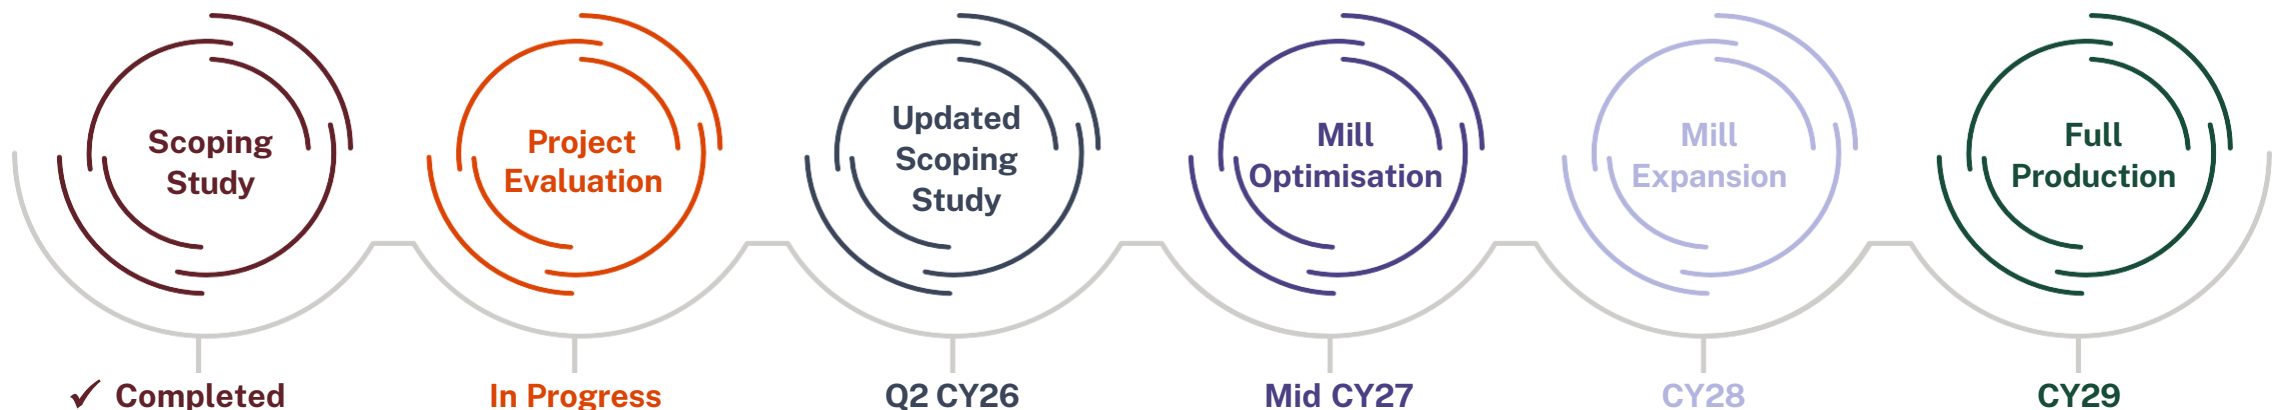 Scoping
Study
Project
Evaluation
Updated
Scoping
Study
Mill
Optimisation
Mill
Expansion
Full
Production
✓ Completed
In Progress
Q2 CY26
Mid CY27
CY28
CY29